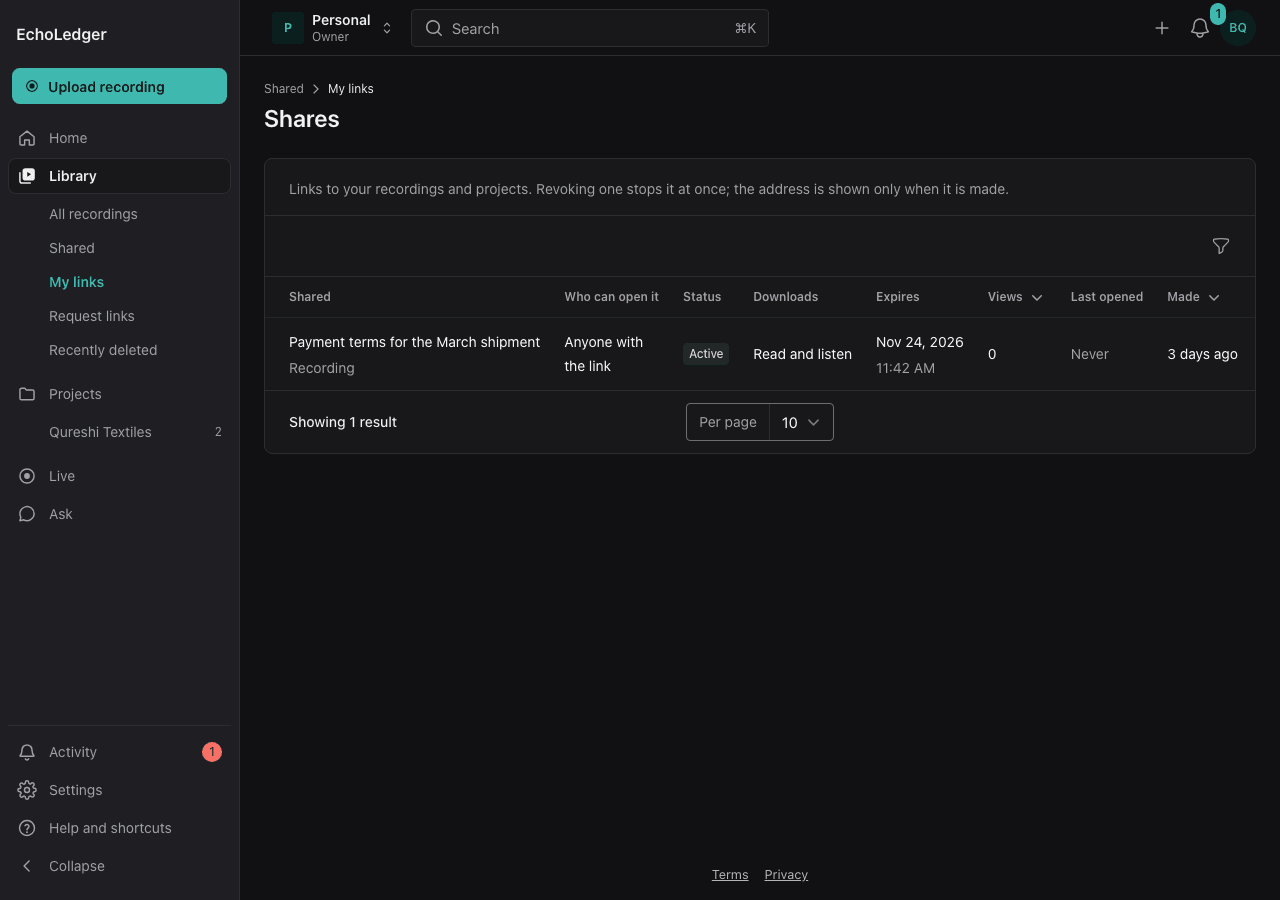 EchoLedger
Upload recording
Home
Library
All recordings
Shared
My links
Request links
Recently deleted
Projects
Qureshi Textiles 2
Live
Ask
Activity 1
Settings
Help and shortcuts
Collapse
P Personal
Owner
Search ⌘K
1
BQ
Shared My links
Shares
Links to your recordings and projects. Revoking one stops it at once; the address is shown only when it is made.
Shared Who can open it Status Downloads Expires Views Last opened Made
Payment terms for the March shipment
Recording
Anyone with
the link
Active
Read and listen
Nov 24, 2026
11:42 AM
0
Never
3 days ago
Showing 1 result
Per page 10
Terms Privacy